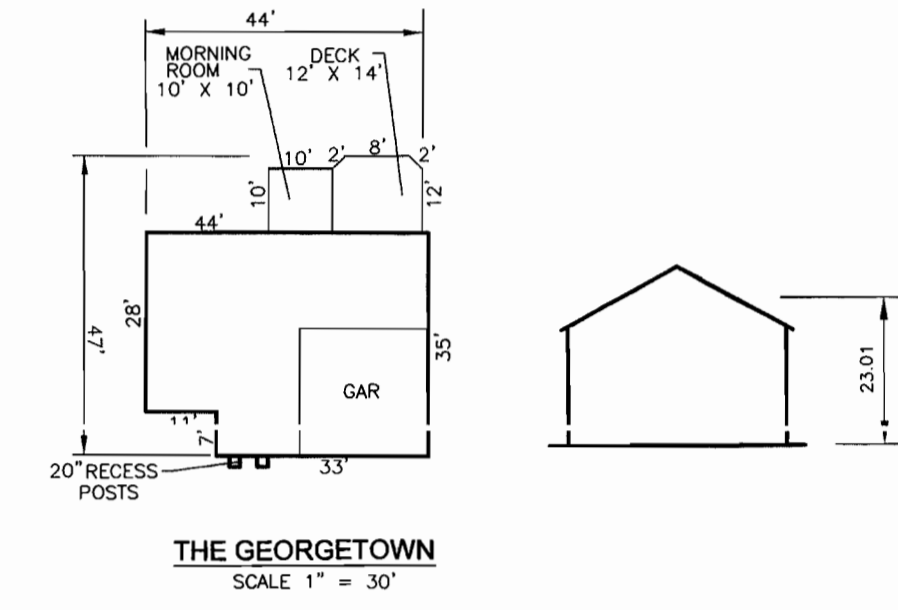 44'
MORNING
ROOM
10' X 10'
DECK
12' X 14'
10'
2'
8'
2'
10'
12'
44'
28'
47'
35'
GAR
11'
7'
33'
20" RECESS
POSTS
23.01
THE GEORGETOWN
SCALE 1" = 30'